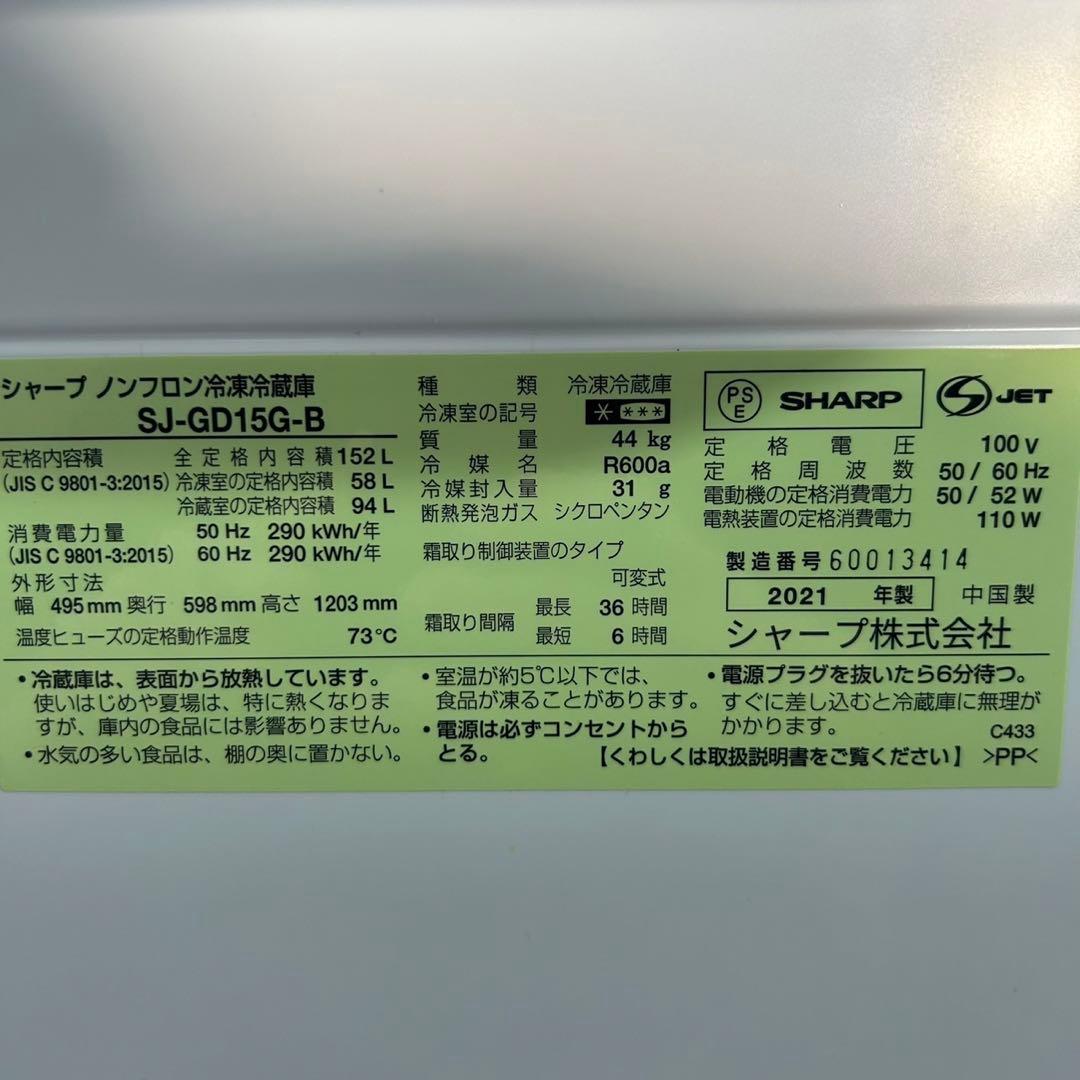 シャープ ノンフロン冷凍冷蔵庫
SJ-GD15G-B
定格内容積 全定格内容積 152 L
(JIS C 9801-3:2015) 冷凍室の定格内容積 58 L
冷蔵室の定格内容積 94 L
消費電力量 50 Hz 290 kWh/年
(JIS C 9801-3:2015) 60 Hz 290 kWh/年
外形寸法
幅 495 mm 奥行 598 mm 高さ 1203 mm
温度ヒューズの定格動作温度 73℃
種類 冷凍冷蔵庫
冷凍室の記号 * ***
質量 44 kg
冷媒名 R600a
冷媒封入量 31 g
断熱発泡ガス シクロペンタン
霜取り制御装置のタイプ
可変式
霜取り間隔 最長 36 時間
最短 6 時間
PS E SHARP JET
定格電圧 100 V
定格周波数 50 / 60 Hz
電動機の定格消費電力 50 / 52 W
電熱装置の定格消費電力 110 W
製造番号 60013414
2021 年製 中国製
シャープ株式会社
・冷蔵庫は、表面から放熱しています。
使いはじめや夏場は、特に熱くなりま
すが、庫内の食品には影響ありません。
・水気の多い食品は、棚の奥に置かない。
・室温が約5℃以下では、
食品が凍ることがあります。
・電源は必ずコンセントから
とる。
・電源プラグを抜いたら6分待つ。
すぐに差し込むと冷蔵庫に無理が
かかります。 C433
【くわしくは取扱説明書をご覧ください】 >PP<